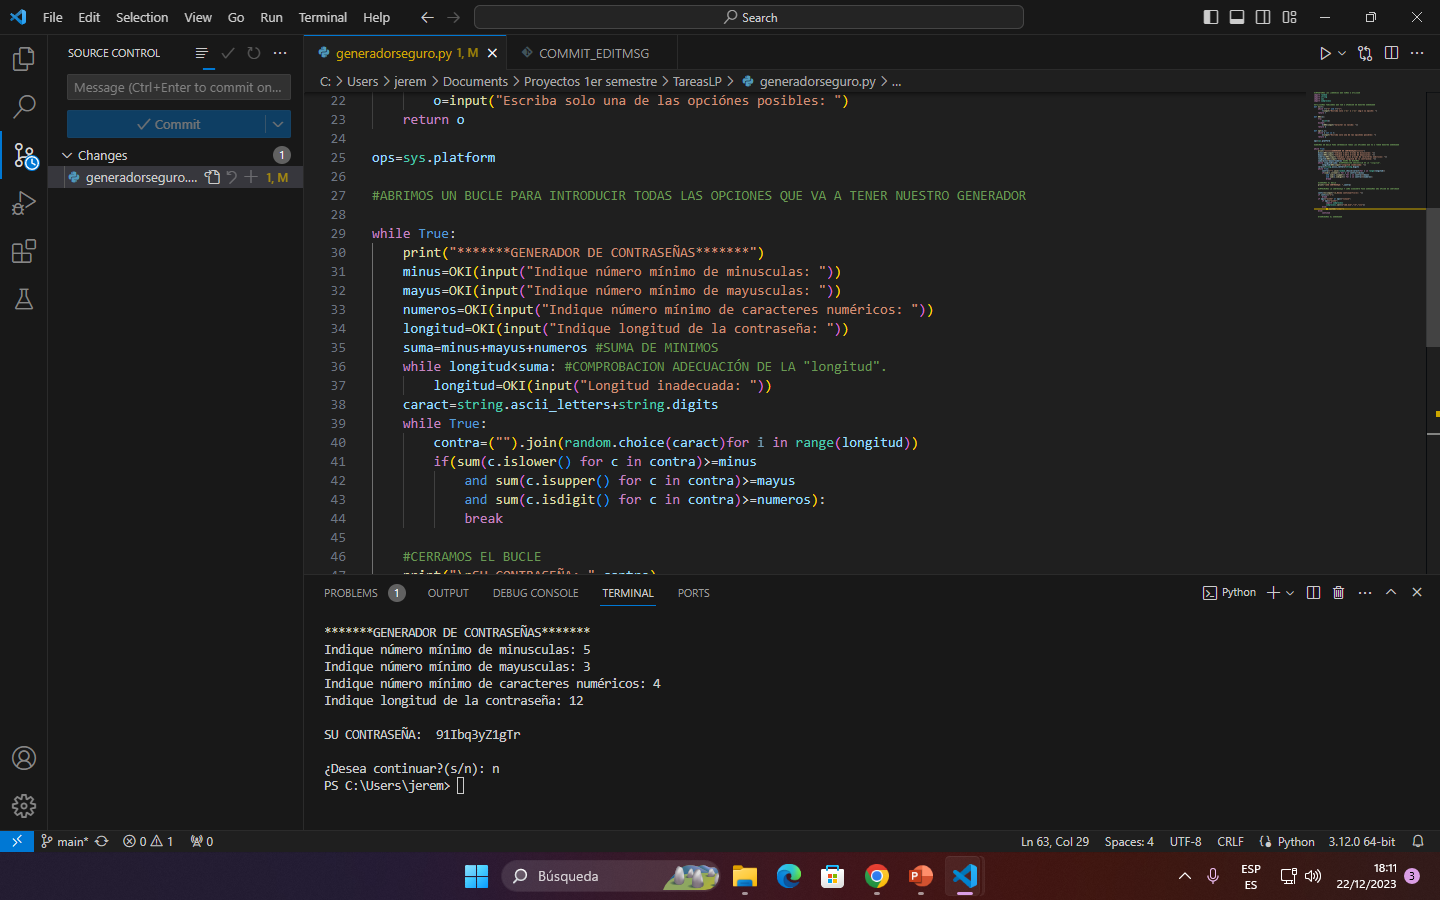 File Edit Selection View Go Run Terminal Help
Search
SOURCE CONTROL
Message (Ctrl+Enter to commit on...
Commit
Changes 1
generadorseguro.... 1, M
generadorseguro.py 1, M
COMMIT_EDITMSG
C: > Users > jerem > Documents > Proyectos 1er semestre > TareasLP > generadorseguro.py > ...
22 o=input("Escriba solo una de las opciónes posibles: ")
23 return o
24
25 ops=sys.platform
26
27 #ABRIMOS UN BUCLE PARA INTRODUCIR TODAS LAS OPCIONES QUE VA A TENER NUESTRO GENERADOR
28
29 while True:
30 print("*******GENERADOR DE CONTRASEÑAS*******")
31 minus=OKI(input("Indique número mínimo de minusculas: "))
32 mayus=OKI(input("Indique número mínimo de mayusculas: "))
33 numeros=OKI(input("Indique número mínimo de caracteres numéricos: "))
34 longitud=OKI(input("Indique longitud de la contraseña: "))
35 suma=minus+mayus+numeros #SUMA DE MINIMOS
36 while longitud<suma: #COMPROBACION ADECUACIÓN DE LA "longitud".
37 longitud=OKI(input("Longitud inadecuada: "))
38 caract=string.ascii_letters+string.digits
39 while True:
40 contra=("").join(random.choice(caract)for i in range(longitud))
41 if(sum(c.islower() for c in contra)>=minus
42 and sum(c.isupper() for c in contra)>=mayus
43 and sum(c.isdigit() for c in contra)>=numeros):
44 break
45
46 #CERRAMOS EL BUCLE
47 print("\nSU CONTRASEÑA: ",contra)
PROBLEMS 1 OUTPUT DEBUG CONSOLE TERMINAL PORTS
Python
*******GENERADOR DE CONTRASEÑAS*******
Indique número mínimo de minusculas: 5
Indique número mínimo de mayusculas: 3
Indique número mínimo de caracteres numéricos: 4
Indique longitud de la contraseña: 12
SU CONTRASEÑA:  91Ibq3yZ1gTr
¿Desea continuar?(s/n): n
PS C:\Users\jerem>
main* 0 1 0
Ln 63, Col 29 Spaces: 4 UTF-8 CRLF Python 3.12.0 64-bit
Búsqueda
ESP
ES
18:11
22/12/2023
3